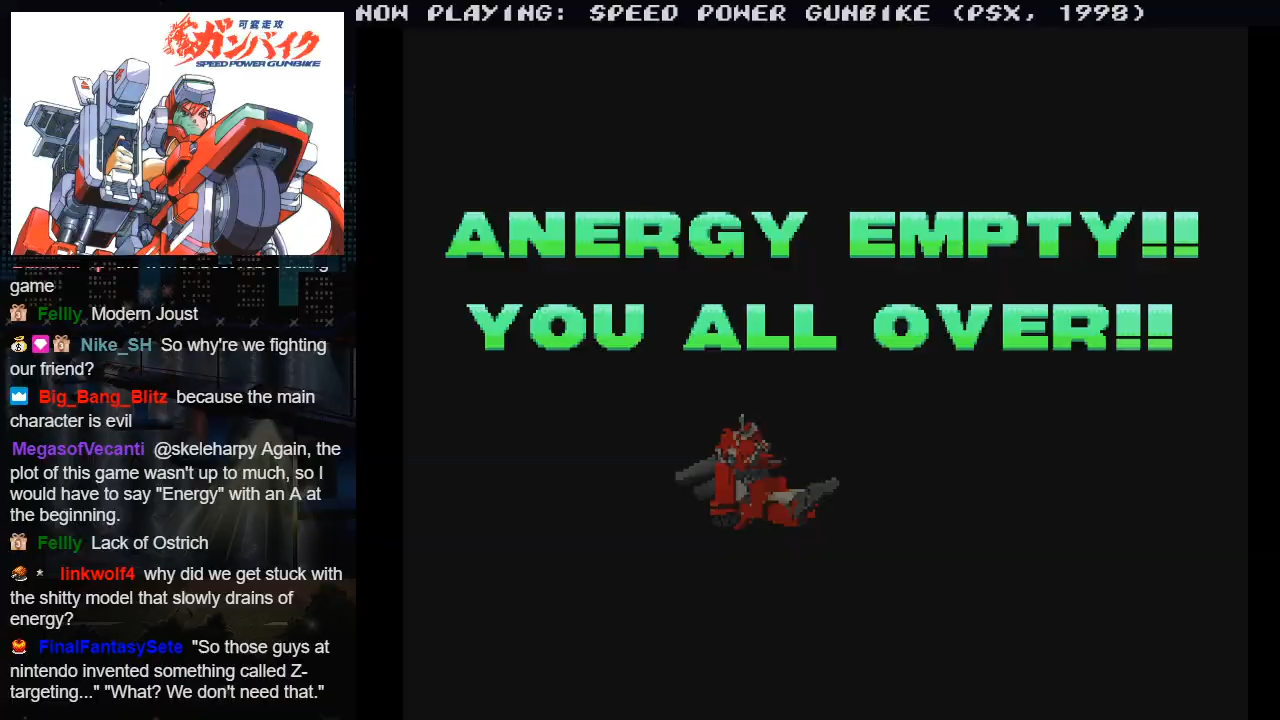 NOW PLAYING: SPEED POWER GUNBIKE (PSX, 1998)
可変走攻
ガンバイク
SPEED POWER GUNBIKE
ANERGY EMPTY!!
YOU ALL OVER!!
game
Fellly Modern Joust
Nike_SH So why're we fighting
our friend?
Big_Bang_Blitz because the main
character is evil
MegasofVecanti @skeleharpy Again, the
plot of this game wasn't up to much, so I
would have to say "Energy" with an A at
the beginning.
Fellly Lack of Ostrich
linkwolf4 why did we get stuck with
the shitty model that slowly drains of
energy?
FinalFantasySete "So those guys at
nintendo invented something called Z-
targeting..." "What? We don't need that."